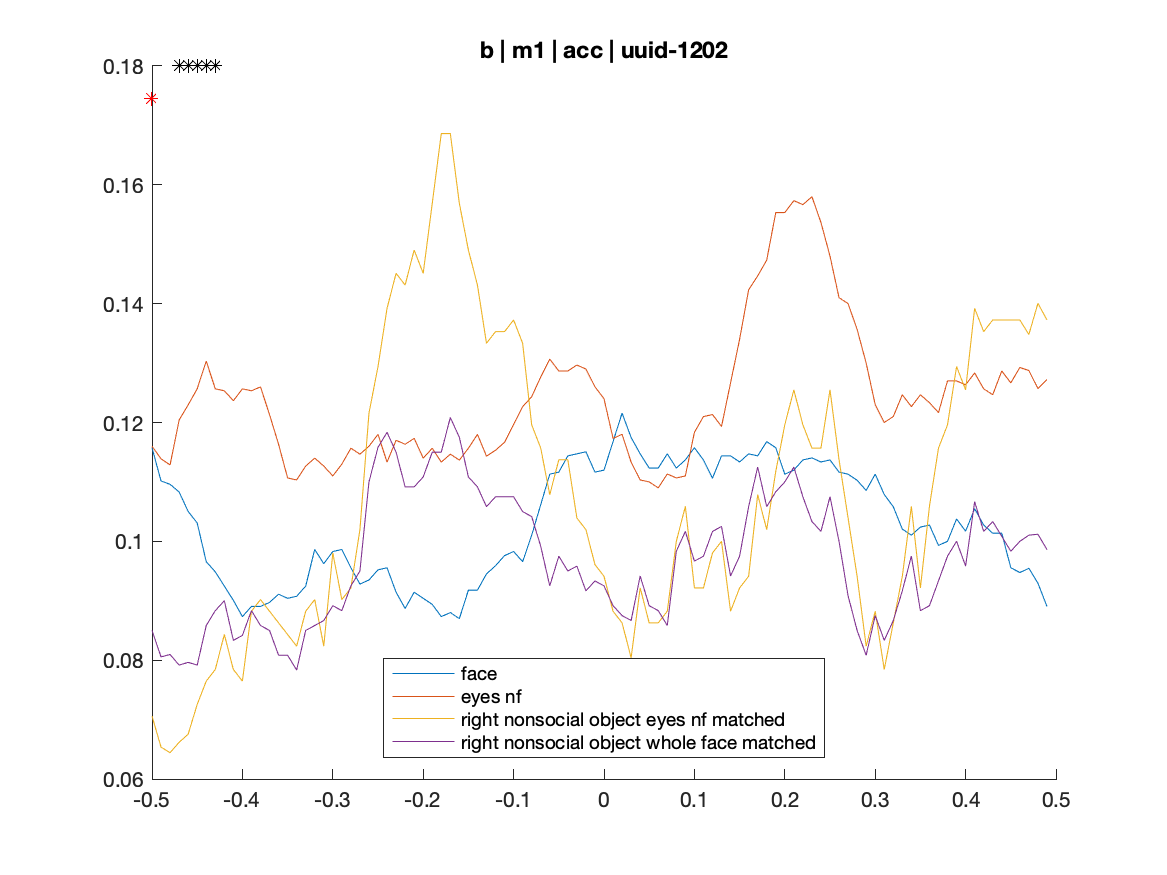 b | m1 | acc | uuid-1202
0.18
0.16
0.14
0.12
0.1
0.08
0.06
face
eyes nf
right nonsocial object eyes nf matched
right nonsocial object whole face matched
-0.5 -0.4 -0.3 -0.2 -0.1 0 0.1 0.2 0.3 0.4 0.5